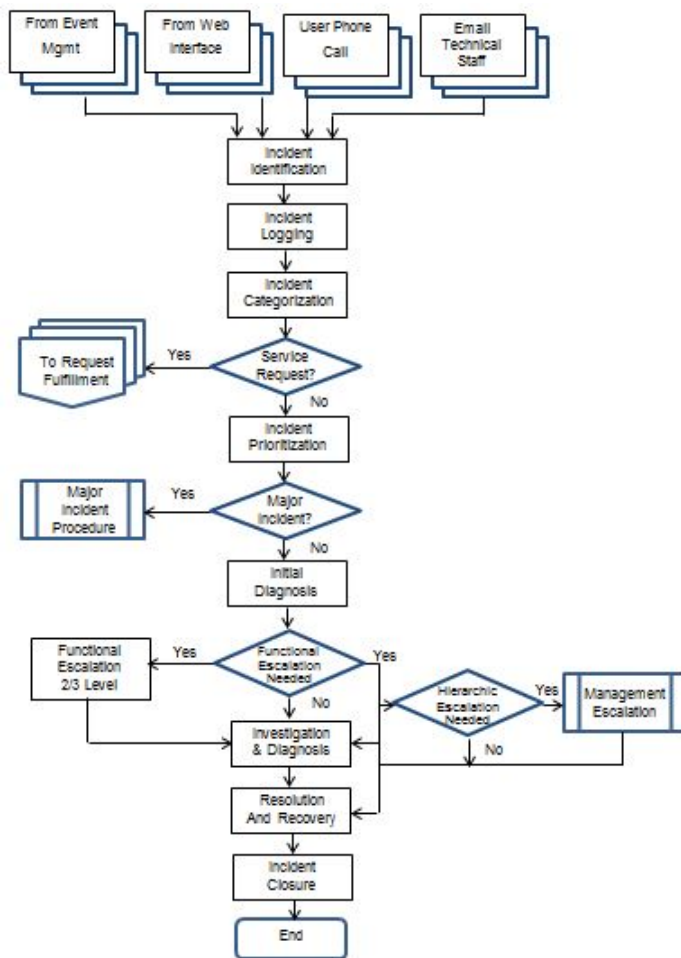 From Event
Mgmt
From Web
Interface
User Phone
Call
Email
Technical
Staff
Incident
Identification
Incident
Logging
Incident
Categorization
Service
Request?
Yes
To Request
Fulfillment
No
Incident
Prioritization
Major
Incident?
Yes
Major
Incident
Procedure
No
Initial
Diagnosis
Functional
Escalation
Needed
Yes
Functional
Escalation
2/3 Level
Yes
Hierarchic
Escalation
Needed
Yes
Management
Escalation
No
No
Investigation
& Diagnosis
Resolution
And Recovery
Incident
Closure
End